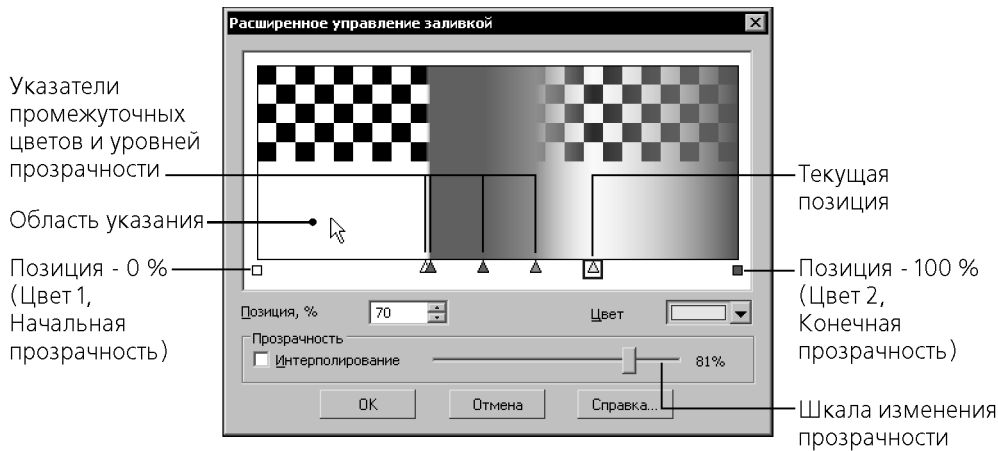 Расширенное управление заливкой
Указатели
промежуточных
цветов и уровней
прозрачности
Область указания
Позиция - 0 %
(Цвет 1,
Начальная
прозрачность)
Текущая
позиция
Позиция - 100 %
(Цвет 2,
Конечная
прозрачность)
Шкала изменения
прозрачности
Позиция, %
70
Цвет
Прозрачность
Интерполирование
81%
OK
Отмена
Справка...